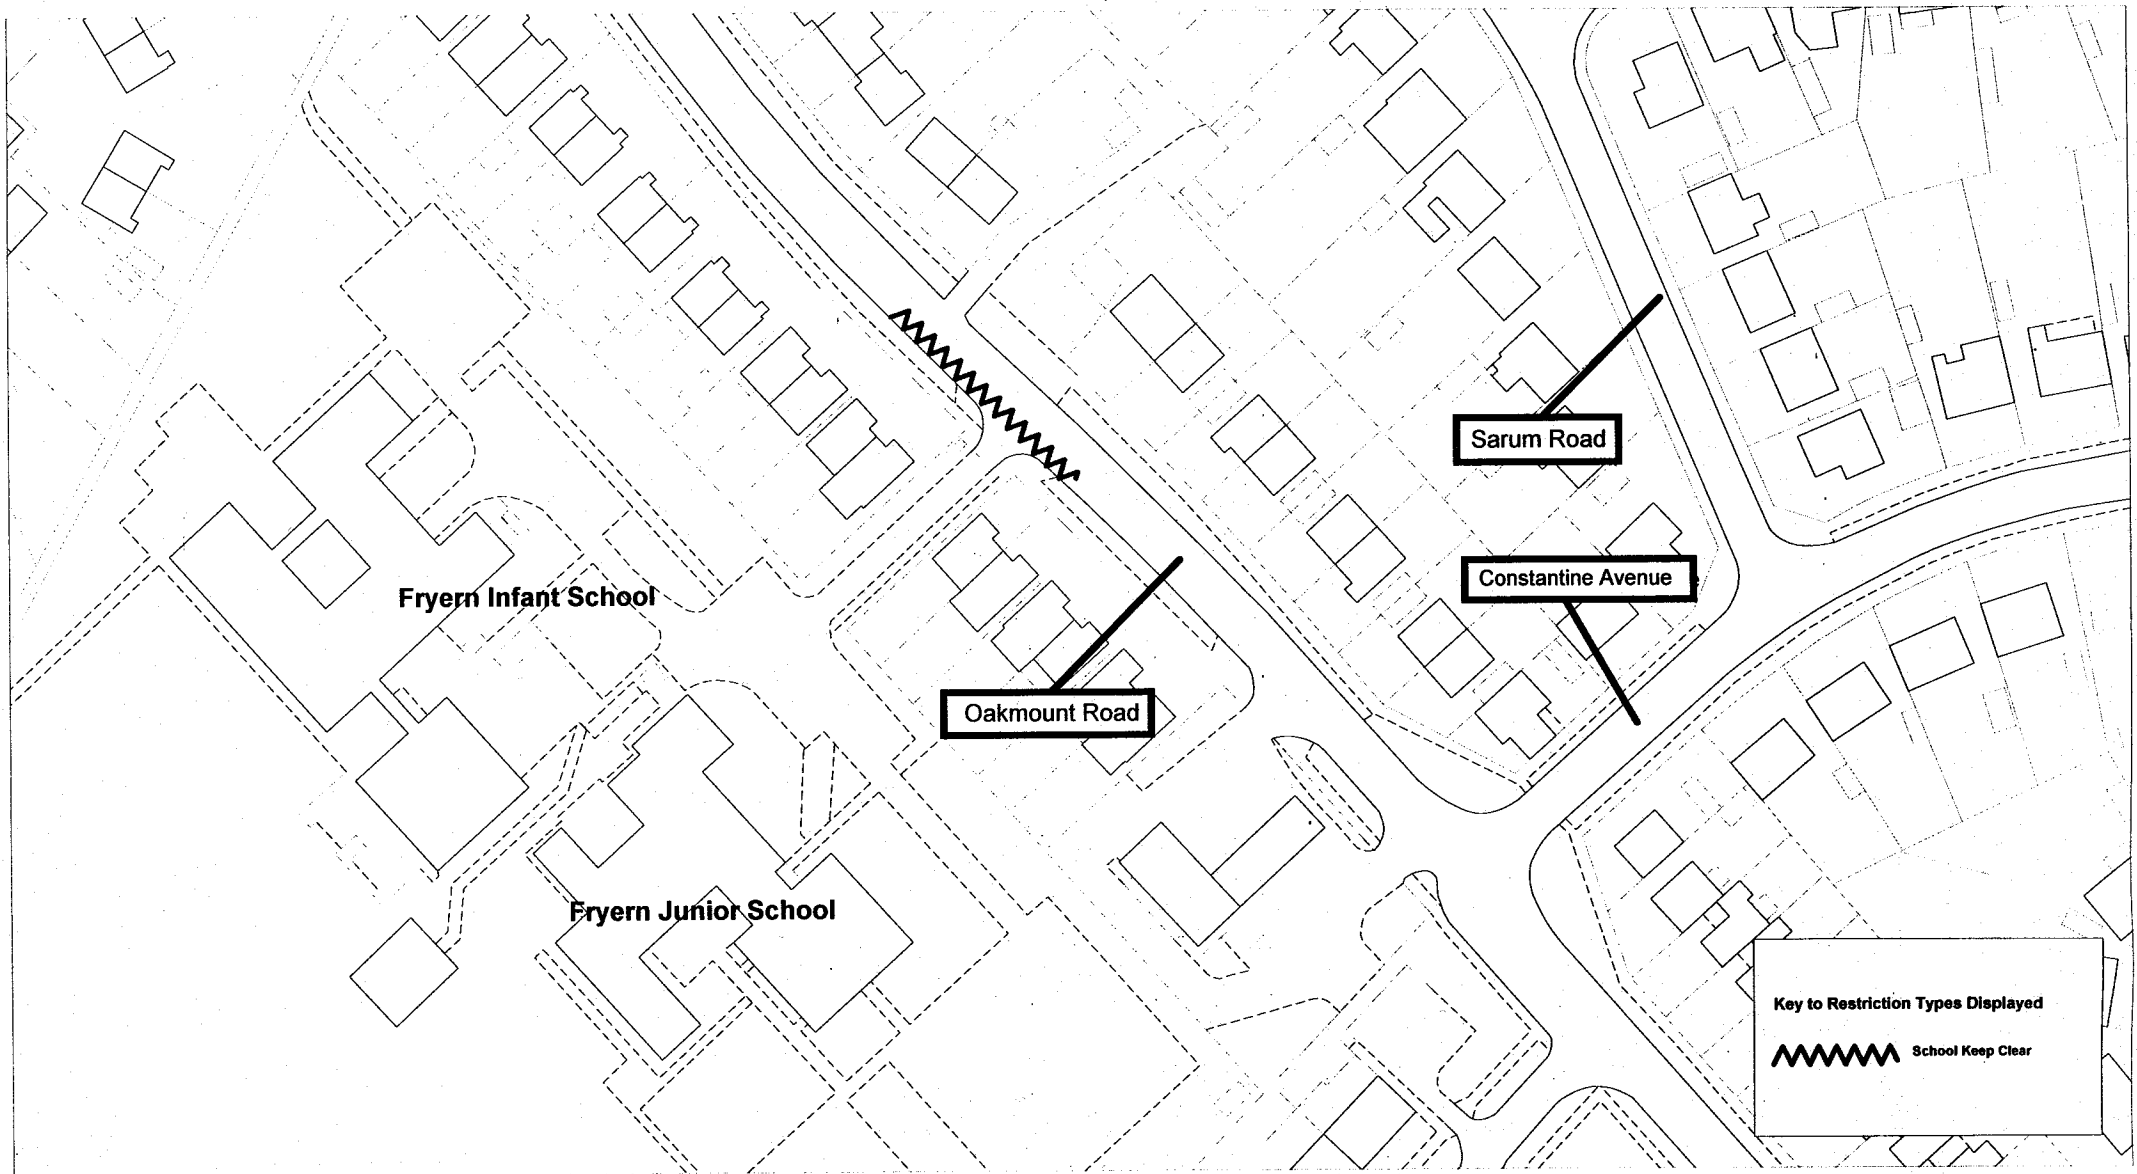 Sarum Road
Constantine Avenue
Fryern Infant School
Oakmount Road
Fryern Junior School
Key to Restriction Types Displayed
School Keep Clear